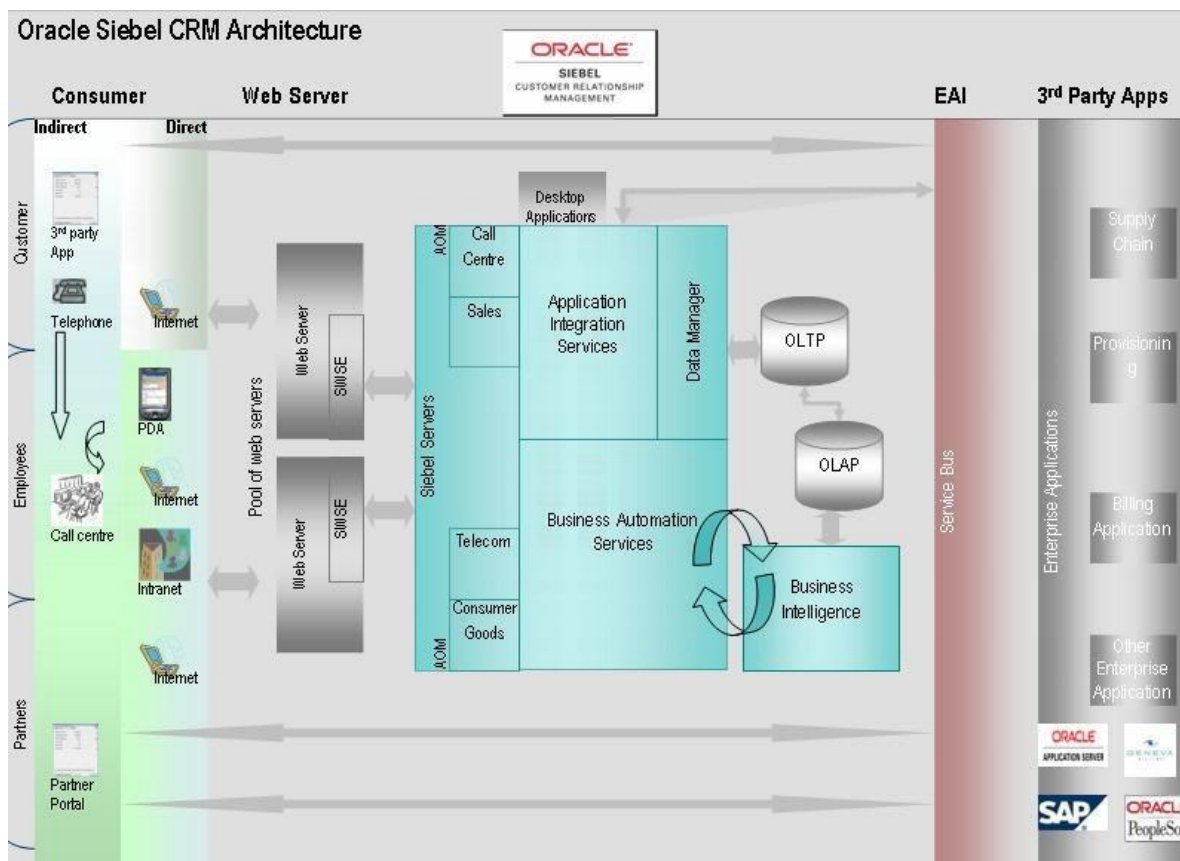 Oracle Siebel CRM Architecture
ORACLE
SIEBEL
CUSTOMER RELATIONSHIP
MANAGEMENT
Consumer
Web Server
EAI
3rd Party Apps
Indirect
Direct
Customer
3rd party
App
Telephone
Internet
Employees
PDA
Internet
Call centre
Intranet
Partners
Internet
Partner
Portal
Pool of web servers
Web Server
SWSE
Web Server
SWSE
Siebel Servers
AOM
AOM
Desktop
Applications
Call
Centre
Sales
Telecom
Consumer
Goods
Application
Integration
Services
Data Manager
Business Automation
Services
OLTP
OLAP
Business
Intelligence
Service Bus
Enterprise Applications
Supply
Chain
Provisionin
g
Billing
Application
Other
Enterprise
Application
ORACLE
APPLICATION SERVER
GENEVA
SAP
ORACLE
PeopleSo